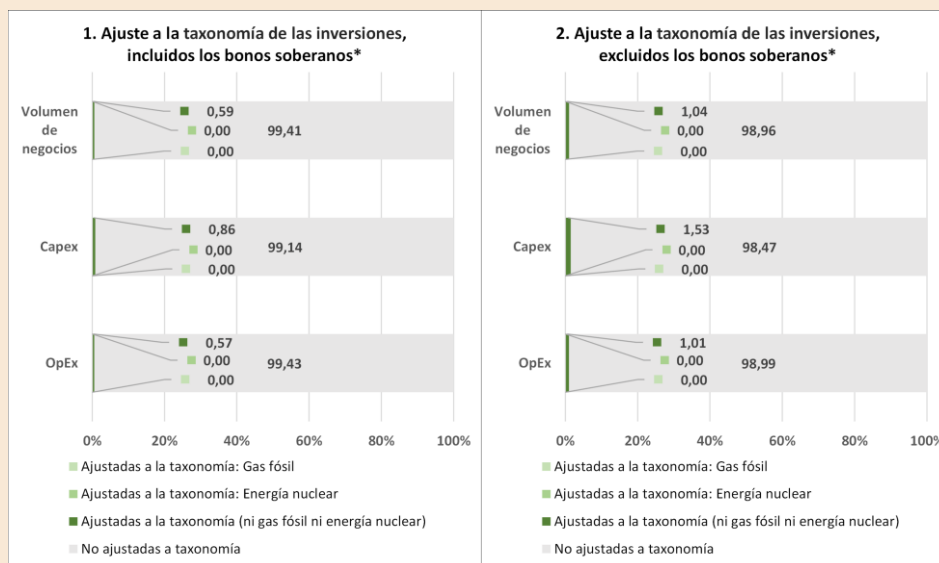 1. Ajuste a la taxonomía de las inversiones,
incluidos los bonos soberanos*
Volumen
de
negocios
0,59
0,00
0,00
99,41
Capex
0,86
0,00
0,00
99,14
OpEx
0,57
0,00
0,00
99,43
0% 20% 40% 60% 80% 100%
Ajustadas a la taxonomía: Gas fósil
Ajustadas a la taxonomía: Energía nuclear
Ajustadas a la taxonomía (ni gas fósil ni energía nuclear)
No ajustadas a taxonomía
2. Ajuste a la taxonomía de las inversiones,
excluidos los bonos soberanos*
Volumen
de
negocios
1,04
0,00
0,00
98,96
Capex
1,53
0,00
0,00
98,47
OpEx
1,01
0,00
0,00
98,99
0% 20% 40% 60% 80% 100%
Ajustadas a la taxonomía: Gas fósil
Ajustadas a la taxonomía: Energía nuclear
Ajustadas a la taxonomía (ni gas fósil ni energía nuclear)
No ajustadas a taxonomía